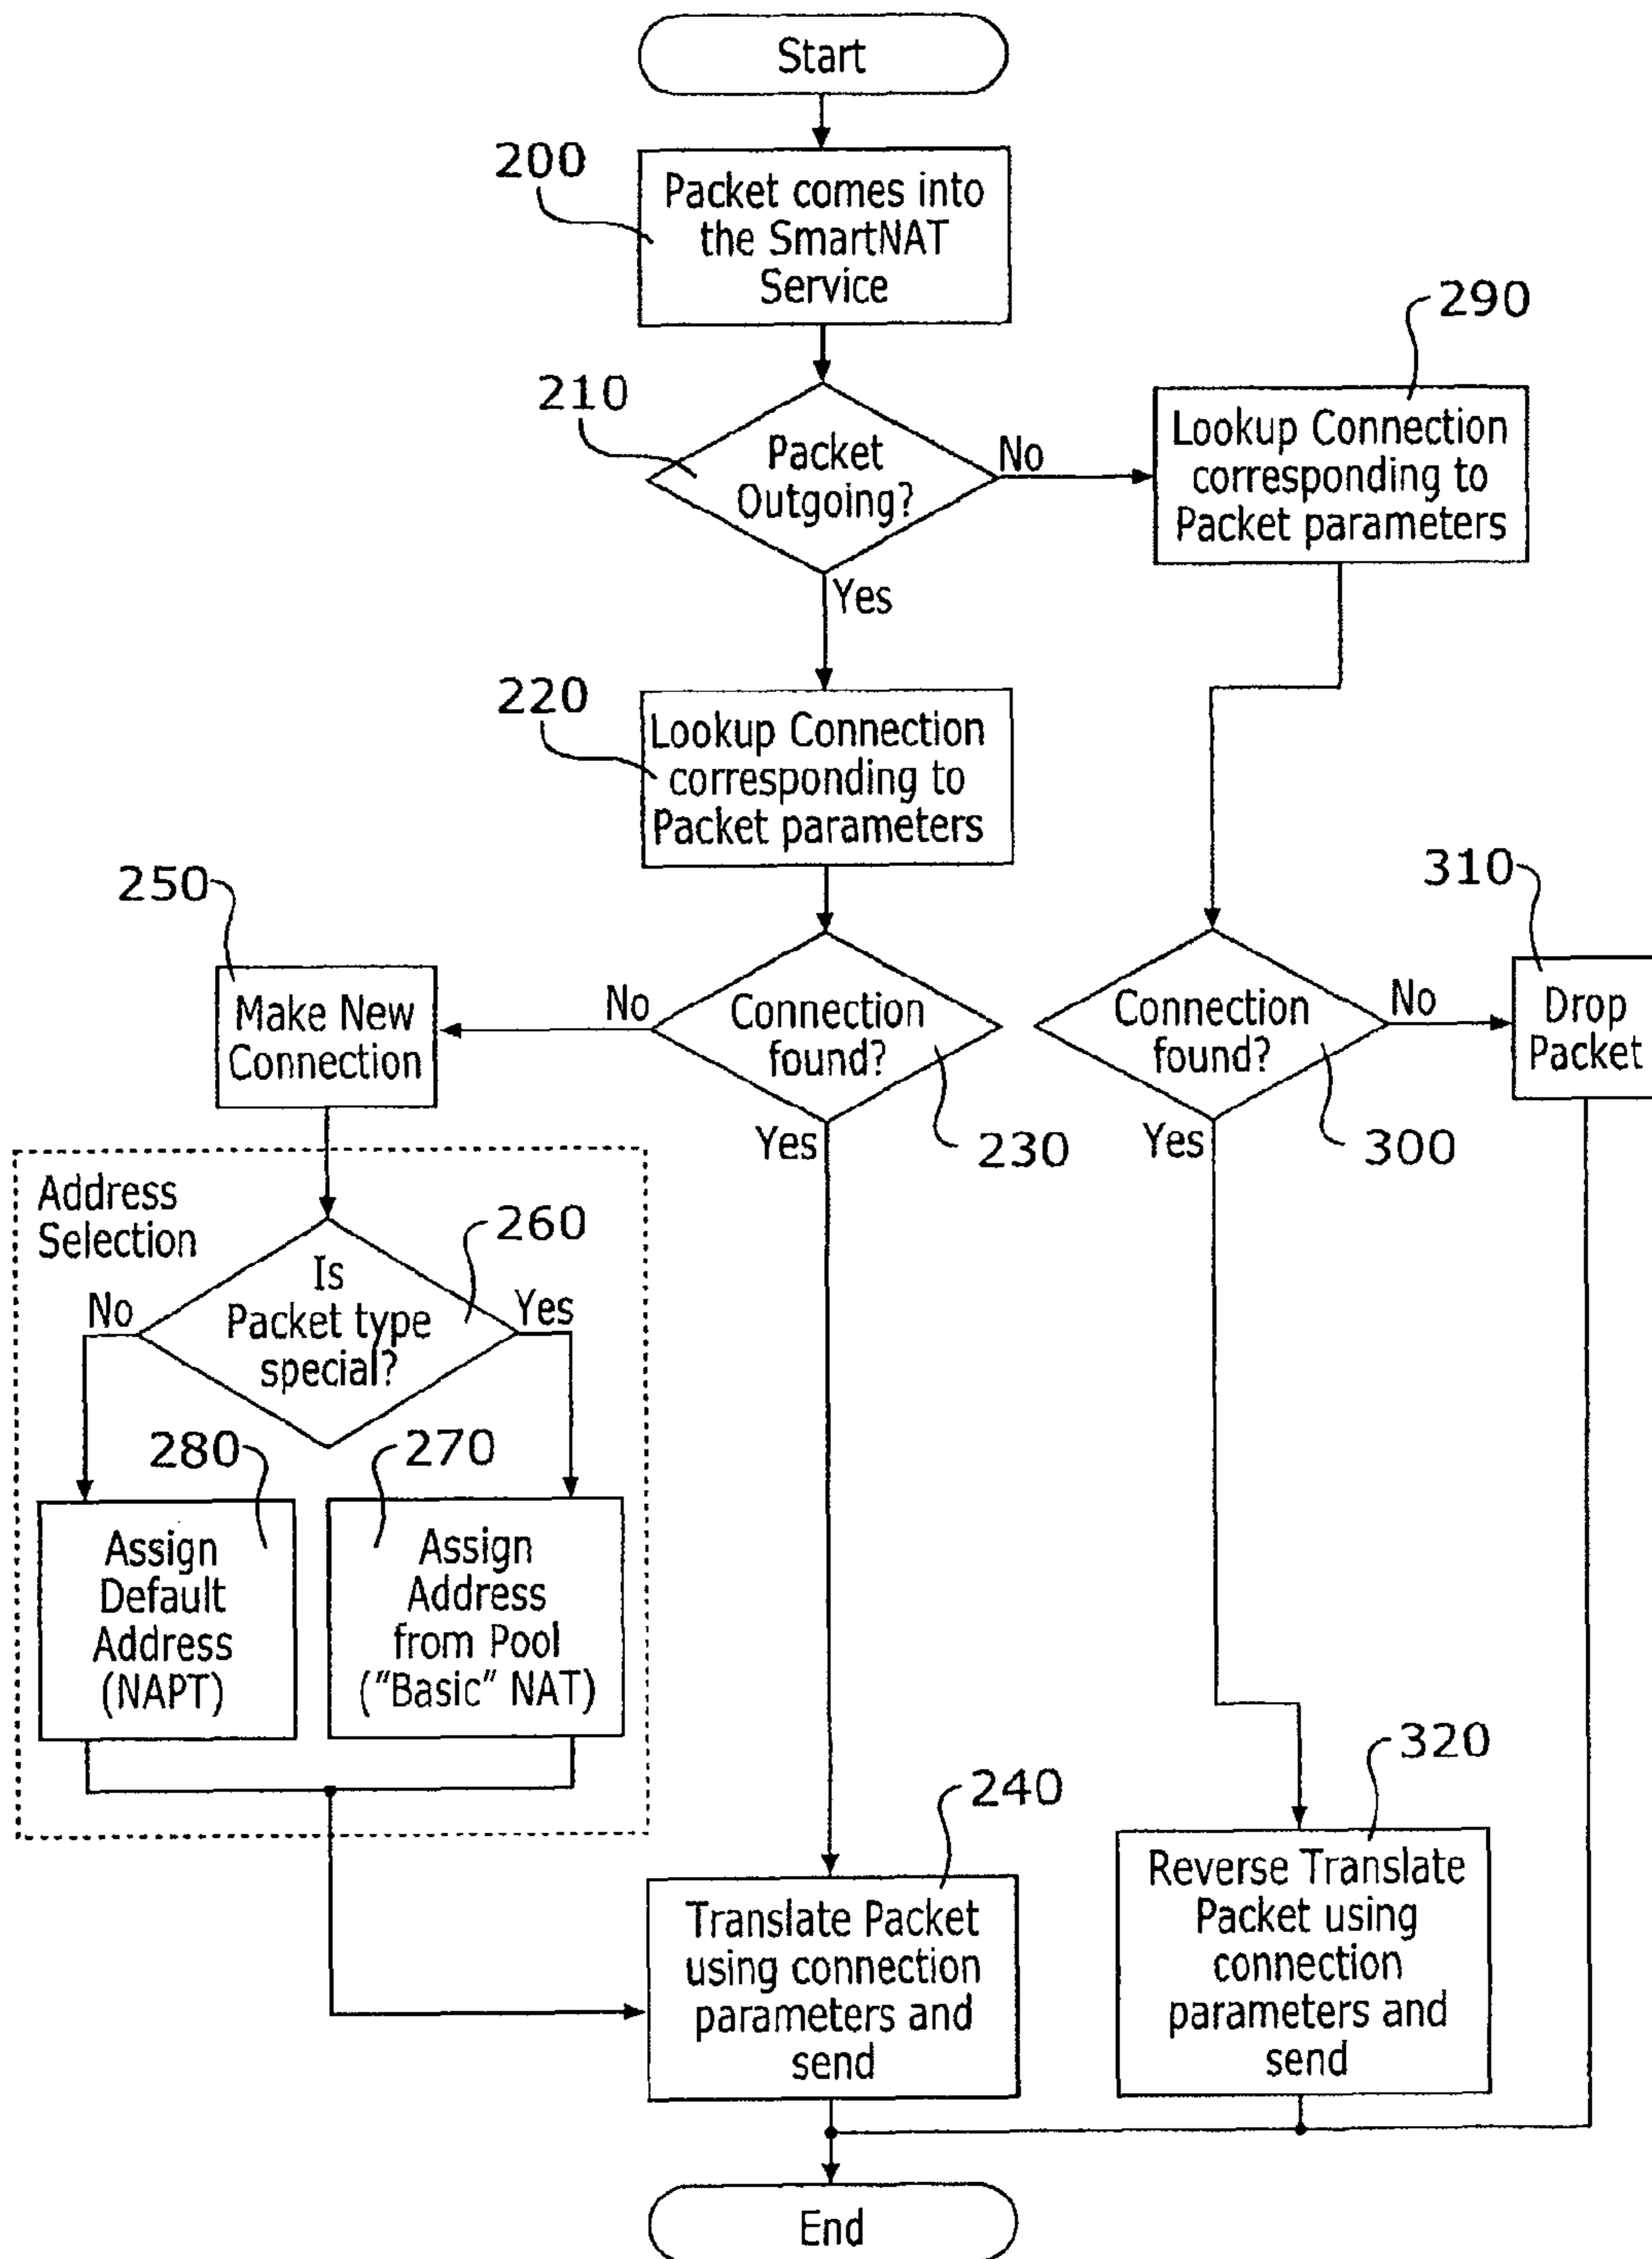 Start
200
Packet comes into
the SmartNAT
Service
290
210
Packet
Outgoing?
No
Lookup Connection
corresponding to
Packet parameters
Yes
220
Lookup Connection
corresponding to
Packet parameters
250
310
Make New
Connection
No
Connection
found?
Connection
found?
No
Drop
Packet
Yes
230
Yes
300
Address
Selection
260
Is
Packet type
special?
No
Yes
280
270
Assign
Default
Address
(NAPT)
Assign
Address
from Pool
("Basic" NAT)
240
320
Translate Packet
using connection
parameters and
send
Reverse Translate
Packet using
connection
parameters and
send
End